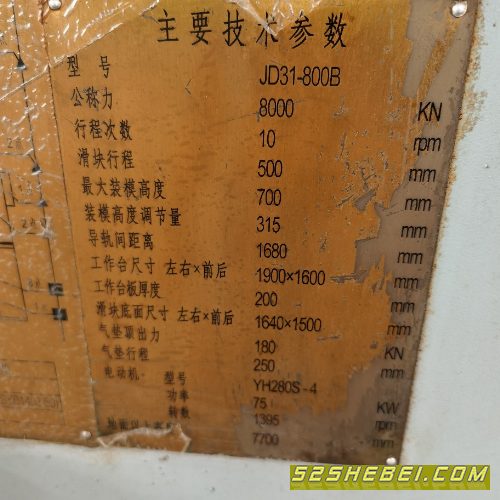 主要技术参数
型号 JD31-800B
公称力 8000 KN
行程次数 10 rpm
滑块行程 500 mm
最大装模高度 700 mm
装模高度调节量 315 mm
导轨间距离 1680 mm
工作台尺寸 左右×前后 1900×1600 mm
工作台板厚度 200 mm
滑块底面尺寸 左右×前后 1640×1500 mm
气垫顶出力 180 KN
气垫行程 250 mm
电动机: 型号 YH280S-4
功率 75 KW
转数 1395 rpm
地面以上高 7700 mm
52SHEBEI.COM